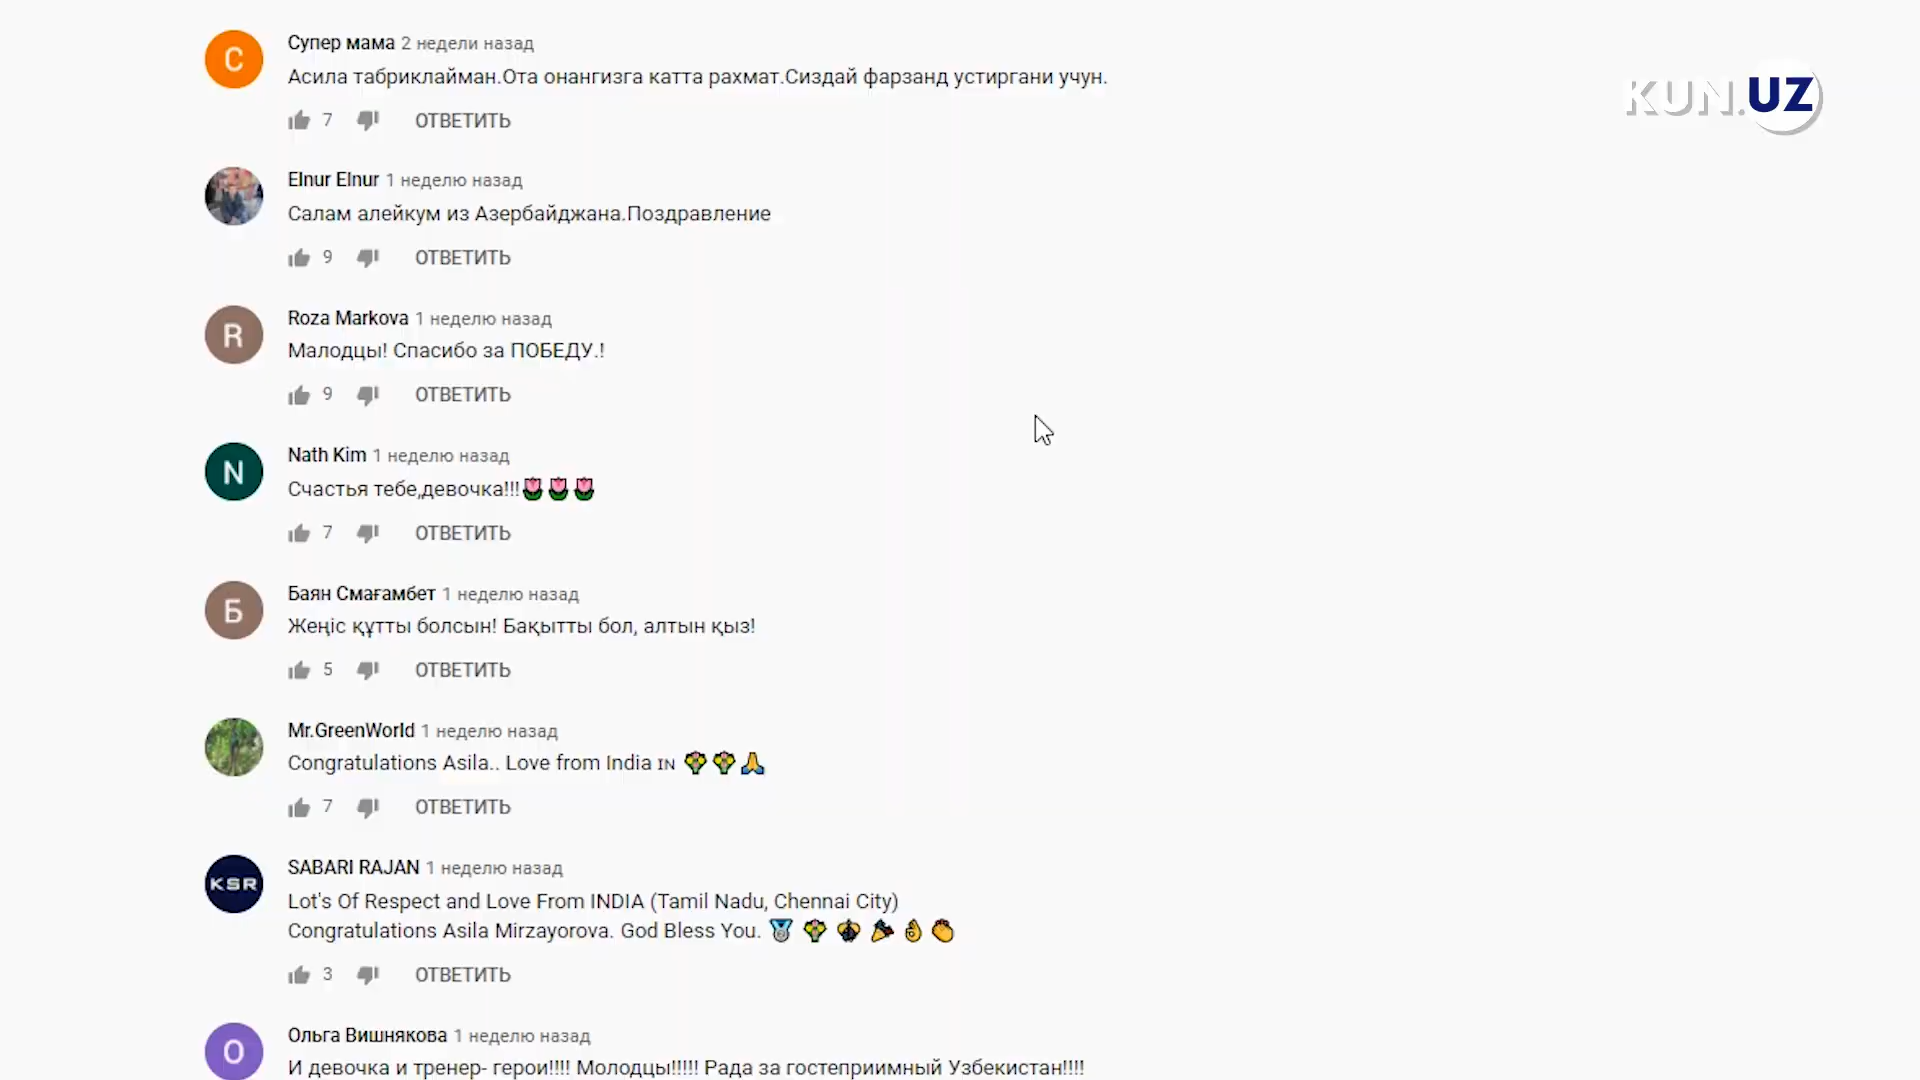 Супер мама 2 недели назад
Асила табриклайман.Ота онангизга катта рахмат.Сиздай фарзанд устиргани учун.
7 ОТВЕТИТЬ
KUN.UZ
Elnur Elnur 1 неделю назад
Салам алейкум из Азербайджана.Поздравление
9 ОТВЕТИТЬ
Roza Markova 1 неделю назад
Малодцы! Спасибо за ПОБЕДУ.!
9 ОТВЕТИТЬ
Nath Kim 1 неделю назад
Счастья тебе,девочка!!!🌷🌷🌷
7 ОТВЕТИТЬ
Баян Смағамбет 1 неделю назад
Жеңіс құтты болсын! Бақытты бол, алтын қыз!
5 ОТВЕТИТЬ
Mr.GreenWorld 1 неделю назад
Congratulations Asila.. Love from India IN 💐💐🙏
7 ОТВЕТИТЬ
KSR
SABARI RAJAN 1 неделю назад
Lot's Of Respect and Love From INDIA (Tamil Nadu, Chennai City)
Congratulations Asila Mirzayorova. God Bless You.
3 ОТВЕТИТЬ
Ольга Вишнякова 1 неделю назад
И девочка и тренер- герои!!!! Молодцы!!!!! Рада за гостеприимный Узбекистан!!!!